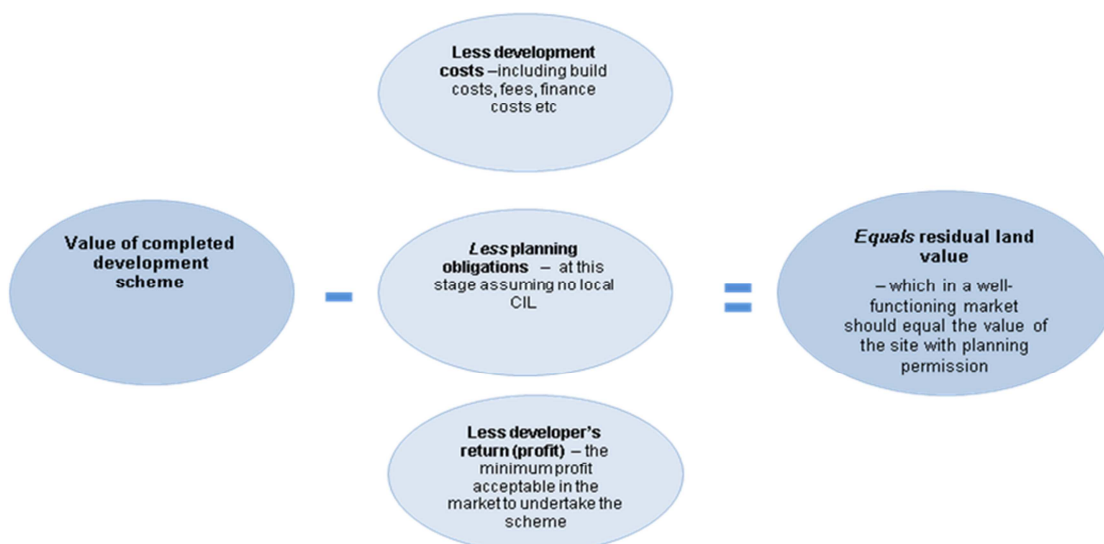 Less development
costs –including build
costs, fees, finance
costs etc
Value of completed
development
scheme
Less planning
obligations – at this
stage assuming no local
CIL
Equals residual land
value
– which in a well-
functioning market
should equal the value of
the site with planning
permission
Less developer's
return (profit) – the
minimum profit
acceptable in the
market to undertake the
scheme